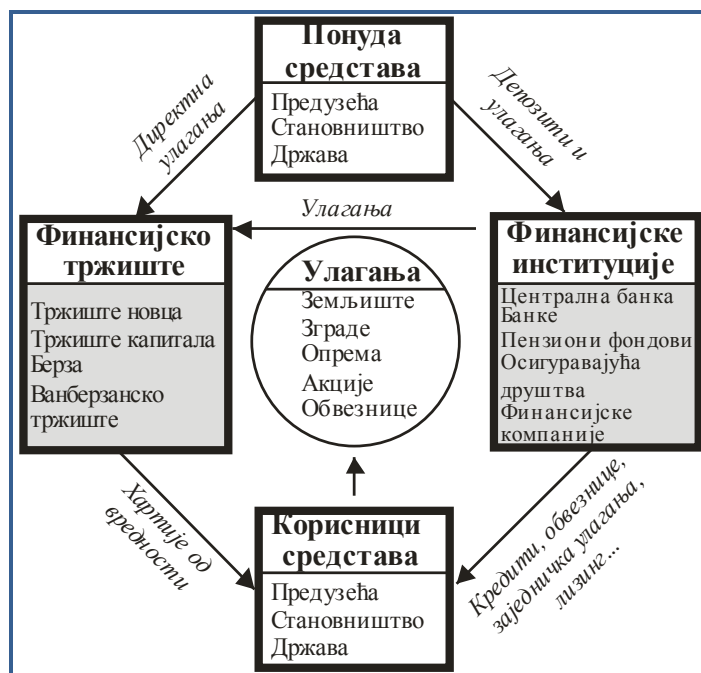 Понуда
средстава
Предузећа
Становништво
Држава
Директна
улагања
Депозити и
улагања
Улагања
Финансијско
тржиште
Тржиште новца
Тржиште капитала
Берза
Ванберзанско
тржиште
Улагања
Земљиште
Зграде
Опрема
Акције
Обвезнице
Финансијске
институције
Централна банка
Банке
Пензиони фондови
Осигуравајућа
друштва
Финансијске
компаније
Хартије од
вредности
Корисници
средстава
Предузећа
Становништво
Држава
Кредити, обвезнице,
заједничка улагања,
лизинг...